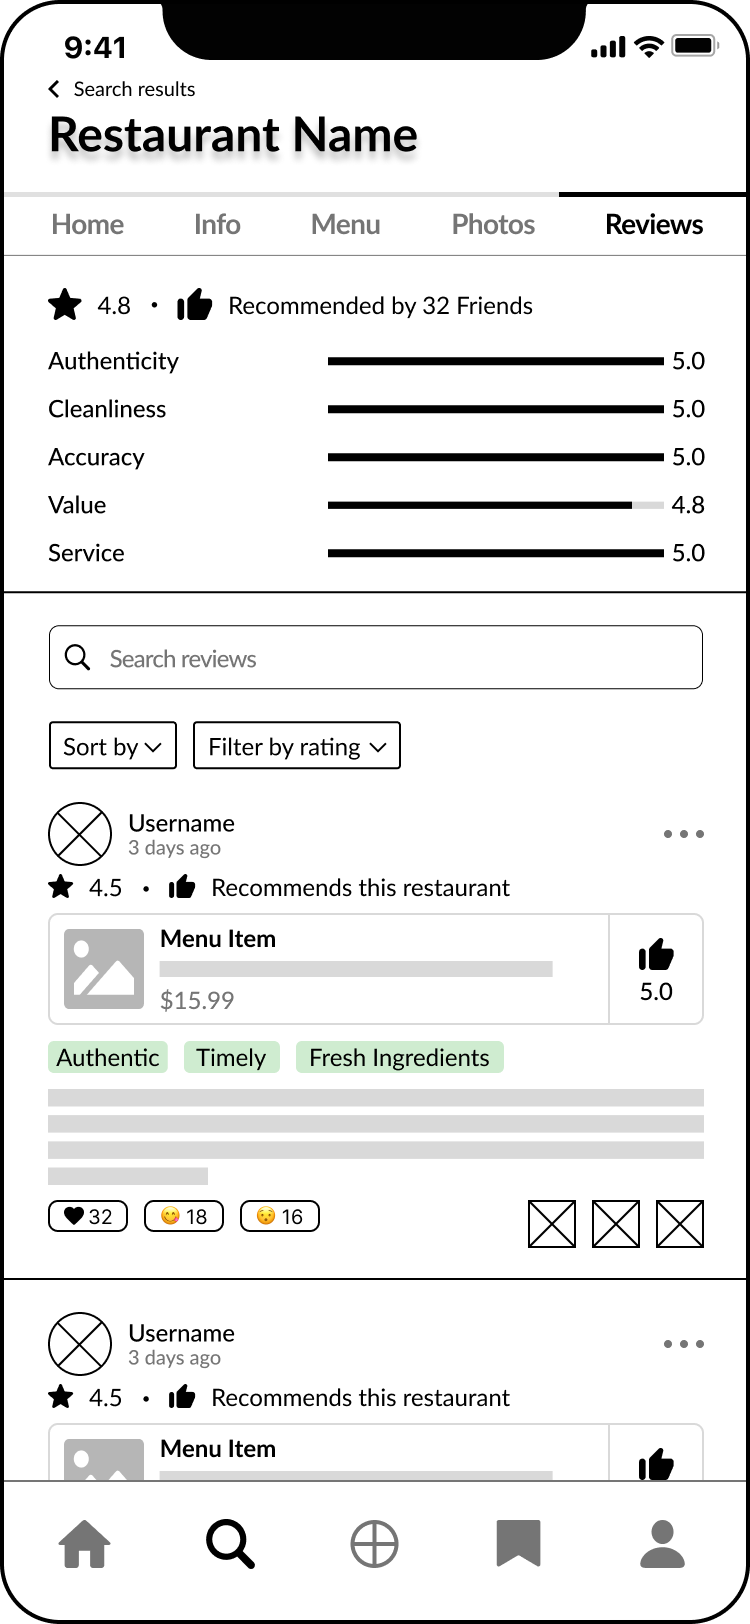 9:41
Search results
Restaurant Name
Home Info Menu Photos Reviews
4.8 • Recommended by 32 Friends
Authenticity 5.0
Cleanliness 5.0
Accuracy 5.0
Value 4.8
Service 5.0
Search reviews
Sort by Filter by rating
Username
3 days ago
4.5 • Recommends this restaurant
Menu Item
$15.99
5.0
Authentic Timely Fresh Ingredients
32 18 16
Username
3 days ago
4.5 • Recommends this restaurant
Menu Item